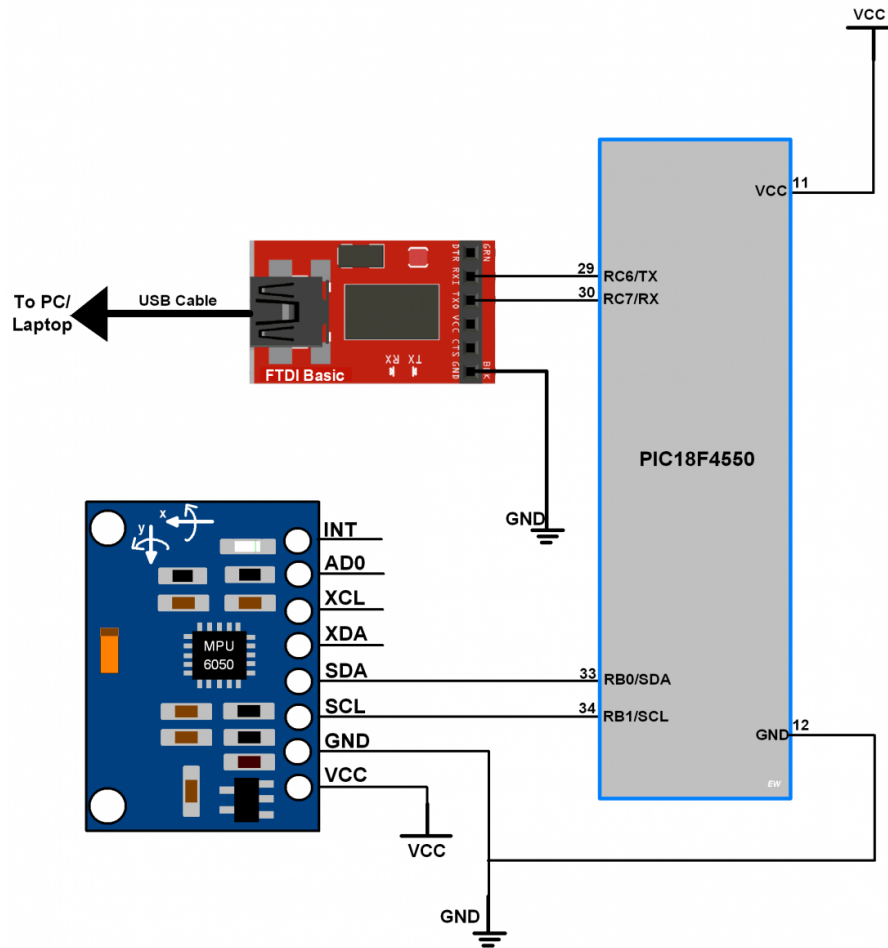 VCC
VCC
11
GRN
DTR
RXI
TXO
VCC
CTS
GND
BLK
29
RC6/TX
30
RC7/RX
To PC/
Laptop
USB Cable
RX
TX
FTDI Basic
PIC18F4550
GND
x
y
INT
AD0
XCL
XDA
MPU
6050
SDA
33
RB0/SDA
SCL
34
RB1/SCL
GND
GND
12
VCC
EW
VCC
GND